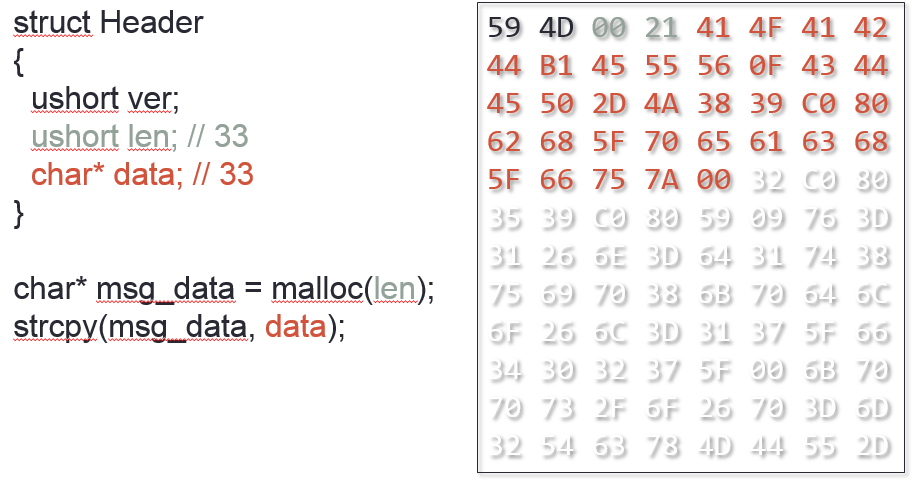 struct Header
{
ushort ver;
ushort len; // 33
char* data; // 33
}
char* msg_data = malloc(len);
strcpy(msg_data, data);
59 4D 00 21 41 4F 41 42
44 B1 45 55 56 0F 43 44
45 50 2D 4A 38 39 C0 80
62 68 5F 70 65 61 63 68
5F 66 75 7A 00 32 C0 80
35 39 C0 80 59 09 76 3D
31 26 6E 3D 64 31 74 38
75 69 70 38 6B 70 64 6C
6F 26 6C 3D 31 37 5F 66
34 30 32 37 5F 00 6B 70
70 73 2F 6F 26 70 3D 6D
32 54 63 78 4D 44 55 2D